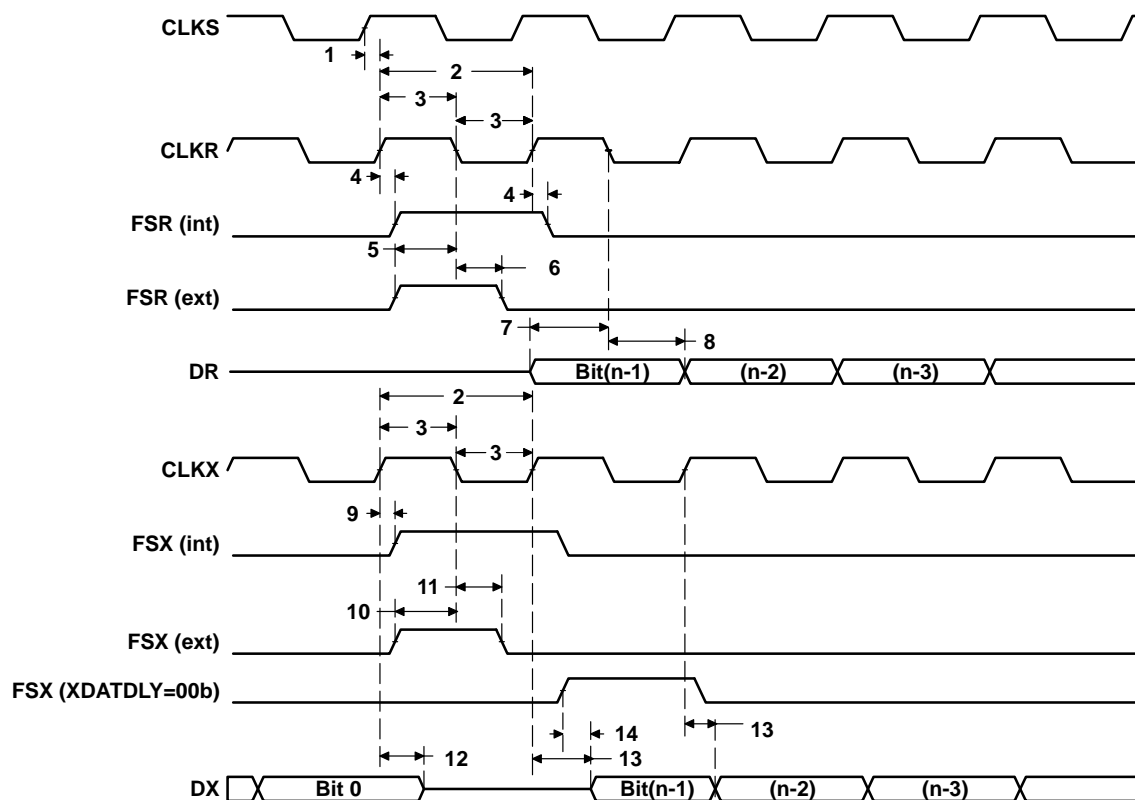 CLKS
1
2
3
3
CLKR
4
4
FSR (int)
5
6
FSR (ext)
7
8
DR
Bit(n-1)
(n-2)
(n-3)
2
3
3
CLKX
9
FSX (int)
11
10
FSX (ext)
FSX (XDATDLY=00b)
14
13
12
13
DX
Bit 0
Bit(n-1)
(n-2)
(n-3)